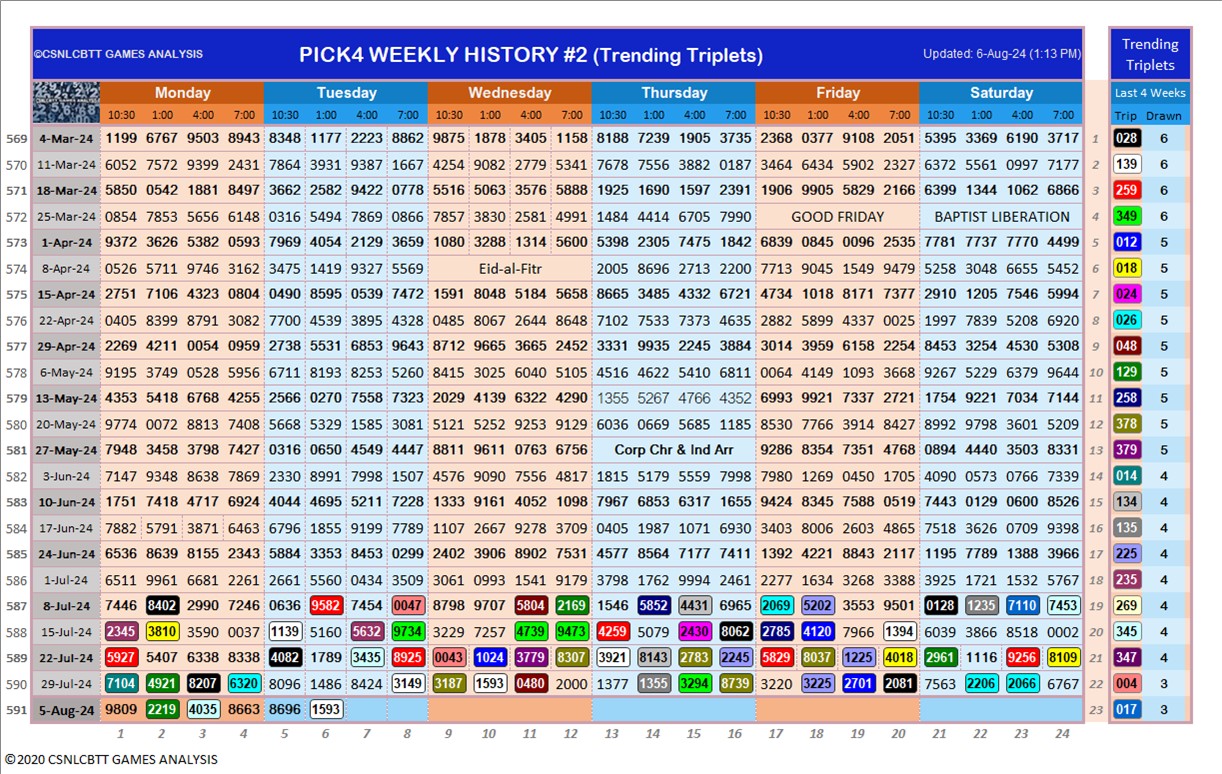 ©CSNLCBTT GAMES ANALYSIS PICK4 WEEKLY HISTORY #2 (Trending Triplets) Updated: 6-Aug-24 (1:13 PM) Trending Triplets
Monday Tuesday Wednesday Thursday Friday Saturday Last 4 Weeks
10:30 1:00 4:00 7:00 10:30 1:00 4:00 7:00 10:30 1:00 4:00 7:00 10:30 1:00 4:00 7:00 10:30 1:00 4:00 7:00 10:30 1:00 4:00 7:00 Trip Drawn
569 4-Mar-24 1199 6767 9503 8943 8348 1177 2223 8862 9875 1878 3405 1158 8188 7239 1905 3735 2368 0377 9108 2051 5395 3369 6190 3717 1 028 6
570 11-Mar-24 6052 7572 9399 2431 7864 3931 9387 1667 4254 9082 2779 5341 7678 7556 3882 0187 3464 6434 5902 2327 6372 5561 0997 7177 2 139 6
571 18-Mar-24 5850 0542 1881 8497 3662 2582 9422 0778 5516 5063 3576 5888 1925 1690 1597 2391 1906 9905 5829 2166 6399 1344 1062 6866 3 259 6
572 25-Mar-24 0854 7853 5656 6148 0316 5494 7869 0866 7857 3830 2581 4991 1484 4414 6705 7990 GOOD FRIDAY BAPTIST LIBERATION 4 349 6
573 1-Apr-24 9372 3626 5382 0593 7969 4054 2129 3659 1080 3288 1314 5600 5398 2305 7475 1842 6839 0845 0096 2535 7781 7737 7770 4499 5 012 5
574 8-Apr-24 0526 5711 9746 3162 3475 1419 9327 5569 Eid-al-Fitr 2005 8696 2713 2200 7713 9045 1549 9479 5258 3048 6655 5452 6 018 5
575 15-Apr-24 2751 7106 4323 0804 0490 8595 0539 7478 1591 8048 5184 5658 8665 3485 4332 6721 4734 1018 8171 7377 2910 1205 7546 5994 7 024 5
576 22-Apr-24 0405 8399 8791 3082 7700 4539 3895 4328 0485 8067 2644 8648 7102 7533 7373 4635 2882 5899 4337 0025 1997 7839 5208 6920 8 026 5
577 29-Apr-24 2269 4211 0054 0959 2738 5531 6853 9643 9712 9665 3665 2452 3331 9935 2245 3884 3014 3959 6158 2254 8453 3254 4530 5308 9 048 5
578 6-May-24 9195 3749 0528 5956 6711 8193 8253 5260 9415 3025 6040 5105 4516 4622 5410 6811 0064 4149 1093 3668 9267 5229 6379 9644 10 129 5
579 13-May-24 4353 5418 6768 4255 2566 0270 7558 7323 2029 4139 6322 4290 1355 5267 4766 4352 6993 9921 7337 2721 1754 9221 7034 7144 11 258 5
580 20-May-24 9774 0072 8813 7408 5668 5329 1585 3081 5121 5252 9253 9129 6036 0669 5685 1185 8530 7766 3914 8427 8992 9798 3601 5209 12 378 5
581 27-May-24 7948 3458 3798 7427 0316 0650 4549 4447 8811 9611 0763 6756 Corp Chr & Ind Arr 9286 8354 7351 4768 0894 4440 3503 8331 13 379 5
582 3-Jun-24 7147 9348 8638 7869 2330 8991 7998 1507 1576 9090 7556 4817 1815 5179 5559 7998 7980 1269 0450 1705 4090 0573 0766 7339 14 014 4
583 10-Jun-24 1751 7418 4717 6924 4044 4695 5211 7228 1333 9161 4052 1098 7967 6853 6317 1655 9424 8345 7588 0519 7443 0129 0600 8526 15 134 4
584 17-Jun-24 7882 5791 3871 6463 6796 1855 9199 7789 1107 2667 9278 3709 0405 1987 1071 6930 3403 8006 2603 4865 7518 3626 0709 9398 16 135 4
585 24-Jun-24 6536 8639 8155 2343 5884 3353 8453 0299 2402 3906 8902 7531 4577 8564 7177 7411 1392 4221 8843 2117 1195 7789 1388 3966 17 225 4
586 1-Jul-24 6511 9961 6681 2261 2661 5560 0434 3509 3061 0993 1541 9179 3798 1762 9994 2461 2277 1634 3268 3388 3925 1721 1532 5767 18 235 4
587 8-Jul-24 7446 8402 2990 7246 0636 9582 7454 0047 8798 9707 5804 2169 1546 5852 4431 6965 2069 5202 3553 9501 0128 1235 7110 7453 19 269 4
588 15-Jul-24 2345 3810 3590 0037 1139 5160 5632 9734 3229 7257 4739 9473 4259 5079 2430 8062 2785 4120 7966 1394 6039 3866 8518 0002 20 345 4
589 22-Jul-24 5927 5407 6338 8338 4082 1789 3435 8925 0043 1024 3779 8307 3921 8143 2783 2245 5829 8037 1225 4018 2961 1116 9256 8109 21 347 4
590 29-Jul-24 7104 4921 8207 6320 8096 1486 8424 3149 3187 1593 0480 2000 1377 1355 3294 8739 3220 3225 2701 2081 7563 2206 2066 6767 22 004 3
591 5-Aug-24 9809 2219 4035 8663 8696 1593 23 017 3
1 2 3 4 5 6 7 8 9 10 11 12 13 14 15 16 17 18 19 20 21 22 23 24
©2020 CSNLCBTT GAMES ANALYSIS